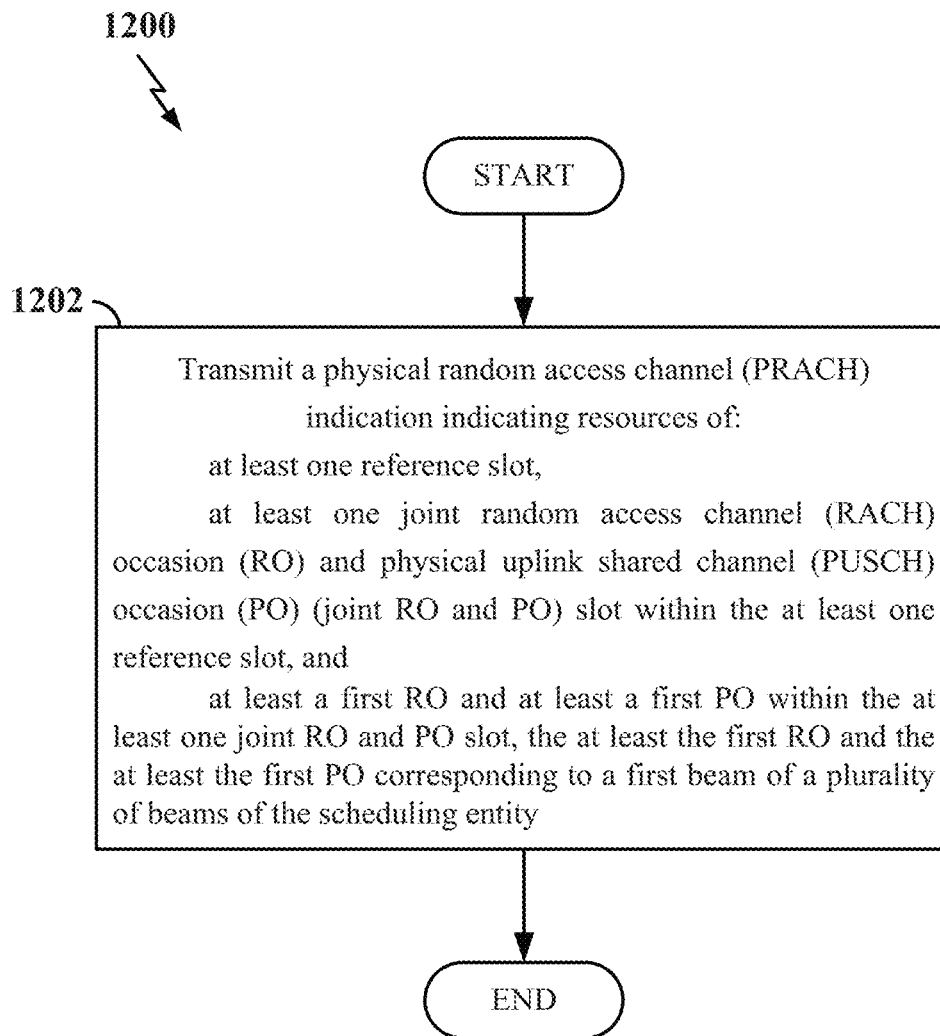 1200
START
1202
Transmit a physical random access channel (PRACH)
indication indicating resources of:
at least one reference slot,
at least one joint random access channel (RACH)
occasion (RO) and physical uplink shared channel (PUSCH)
occasion (PO) (joint RO and PO) slot within the at least one
reference slot, and
at least a first RO and at least a first PO within the at
least one joint RO and PO slot, the at least the first RO and the
at least the first PO corresponding to a first beam of a plurality
of beams of the scheduling entity
END